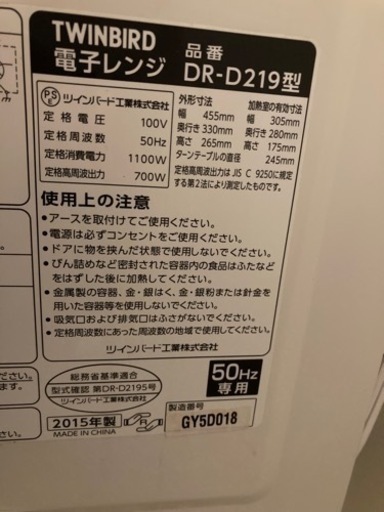 TWINBIRD
電子レンジ
品番
DR-D219型
PS
E
ツインバード工業株式会社
定格電圧 100V
定格周波数 50Hz
定格消費電力 1100W
定格高周波出力 700W
外形寸法
幅) 455mm
奥行き) 330mm
高さ) 265mm
加熱室の有効寸法
幅) 305mm
奥行き) 280mm
高さ) 175mm
ターンテーブルの直径 245mm
定格高周波出力はJIS C 9250に規定
する第2法により測定したものです。
使用上の注意
●アースを取付けてご使用ください。
●電源は必ずコンセントをご使用ください。
●ドアに物を挟んだ状態で使用しないでください。
●びん詰めなど密封された容器内の食品はふたなど
をはずした後に加熱してください。
●金属製の容器、金・銀はく、金・銀粉または針金を
用いた容器等を使用しないでください。
●吸気口および排気口はふさがないでください。
●定格周波数にあった周波数の地域で使用してください。
ツインバード工業株式会社
総務省基準適合
型式確認 第DR-D2195号
50Hz
専用
2015年製
MADE IN CHINA
製造番号
GY5D018
ください。
ます。